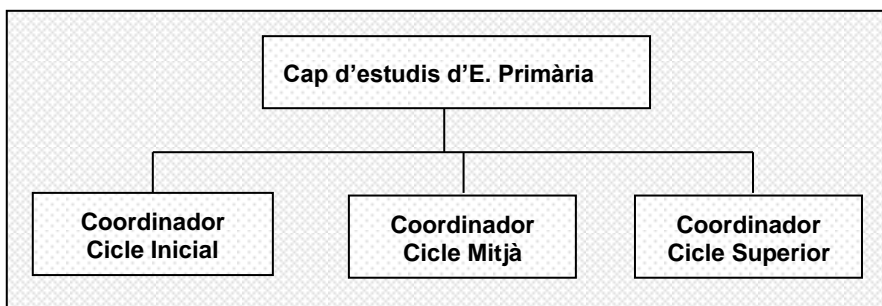 Cap d’estudis d’E. Primària
Coordinador
Cicle Inicial
Coordinador
Cicle Mitjà
Coordinador
Cicle Superior